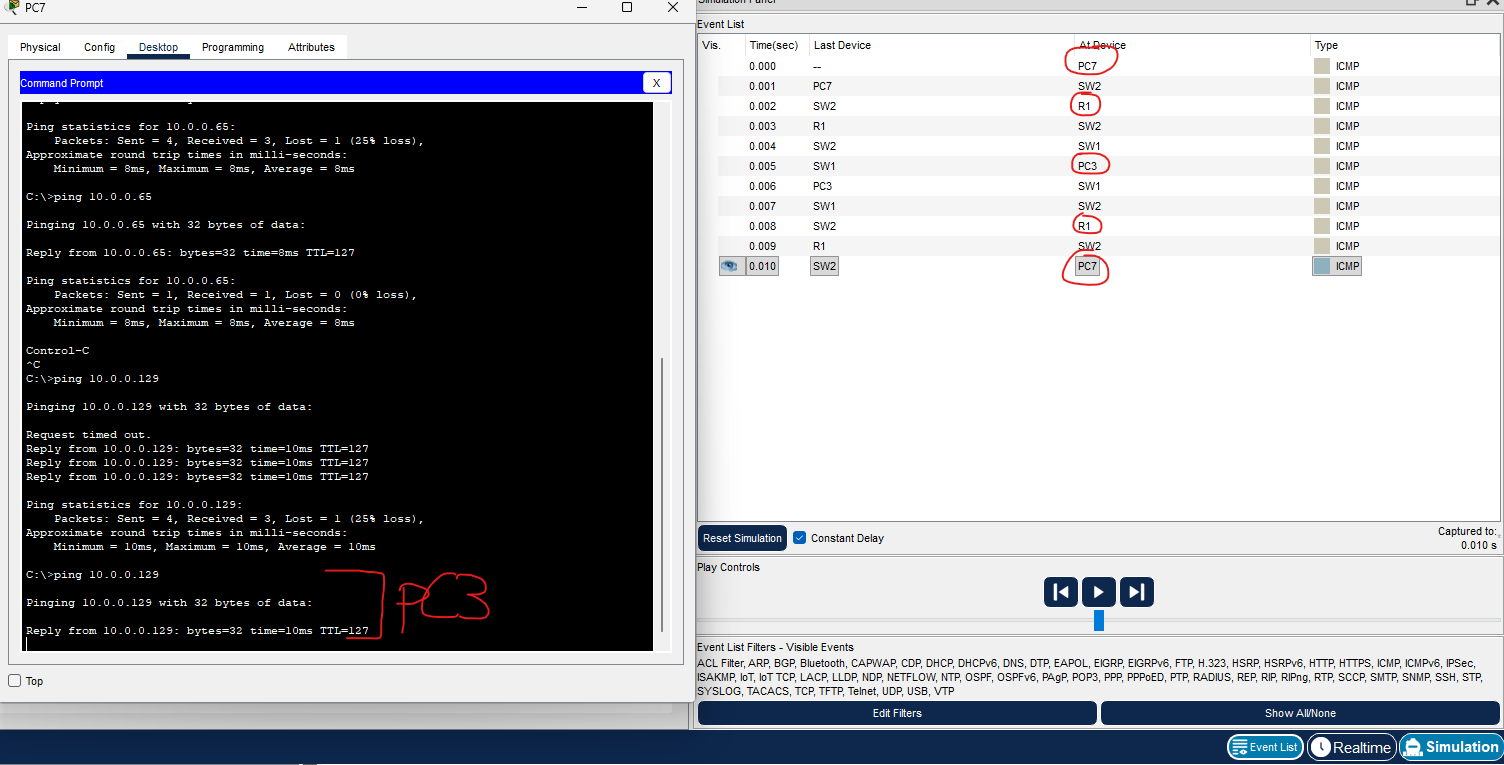 PC7
Physical Config Desktop Programming Attributes
Command Prompt
X
Ping statistics for 10.0.0.65:
Packets: Sent = 4, Received = 3, Lost = 1 (25% loss),
Approximate round trip times in milli-seconds:
Minimum = 8ms, Maximum = 8ms, Average = 8ms
C:\>ping 10.0.0.65
Pinging 10.0.0.65 with 32 bytes of data:
Reply from 10.0.0.65: bytes=32 time=8ms TTL=127
Ping statistics for 10.0.0.65:
Packets: Sent = 1, Received = 1, Lost = 0 (0% loss),
Approximate round trip times in milli-seconds:
Minimum = 8ms, Maximum = 8ms, Average = 8ms
Control-C
^C
C:\>ping 10.0.0.129
Pinging 10.0.0.129 with 32 bytes of data:
Request timed out.
Reply from 10.0.0.129: bytes=32 time=10ms TTL=127
Reply from 10.0.0.129: bytes=32 time=10ms TTL=127
Reply from 10.0.0.129: bytes=32 time=10ms TTL=127
Ping statistics for 10.0.0.129:
Packets: Sent = 4, Received = 3, Lost = 1 (25% loss),
Approximate round trip times in milli-seconds:
Minimum = 10ms, Maximum = 10ms, Average = 10ms
C:\>ping 10.0.0.129
Pinging 10.0.0.129 with 32 bytes of data:
Reply from 10.0.0.129: bytes=32 time=10ms TTL=127
PC3
Top
Simulation Panel
Event List
Vis. Time(sec) Last Device At Device Type
0.000 -- PC7 ICMP
0.001 PC7 SW2 ICMP
0.002 SW2 R1 ICMP
0.003 R1 SW2 ICMP
0.004 SW2 SW1 ICMP
0.005 SW1 PC3 ICMP
0.006 PC3 SW1 ICMP
0.007 SW1 SW2 ICMP
0.008 SW2 R1 ICMP
0.009 R1 SW2 ICMP
0.010 SW2 PC7 ICMP
Reset Simulation Constant Delay
Captured to:
0.010 s
Play Controls
Event List Filters - Visible Events
ACL Filter, ARP, BGP, Bluetooth, CAPWAP, CDP, DHCP, DHCPv6, DNS, DTP, EAPOL, EIGRP, EIGRPv6, FTP, H.323, HSRP, HSRPv6, HTTP, HTTPS, ICMP, ICMPv6, IPSec,
ISAKMP, IoT, IoT TCP, LACP, LLDP, NDP, NETFLOW, NTP, OSPF, OSPFv6, PAgP, POP3, PPP, PPPoED, PTP, RADIUS, REP, RIP, RIPng, RTP, SCCP, SMTP, SNMP, SSH, STP,
SYSLOG, TACACS, TCP, TFTP, Telnet, UDP, USB, VTP
Edit Filters Show All/None
Event List Realtime Simulation